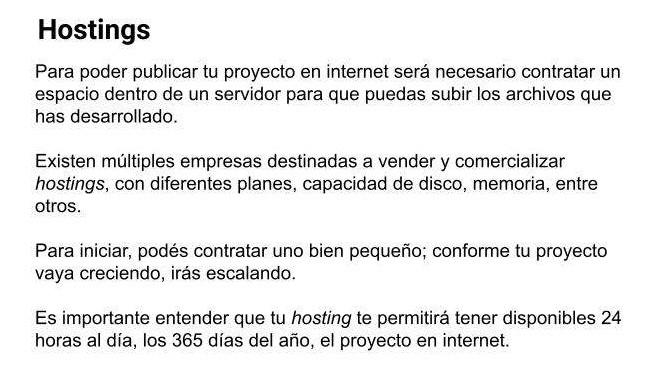 Hostings
Para poder publicar tu proyecto en internet será necesario contratar un
espacio dentro de un servidor para que puedas subir los archivos que
has desarrollado.
Existen múltiples empresas destinadas a vender y comercializar
hostings, con diferentes planes, capacidad de disco, memoria, entre
otros.
Para iniciar, podés contratar uno bien pequeño; conforme tu proyecto
vaya creciendo, irás escalando.
Es importante entender que tu hosting te permitirá tener disponibles 24
horas al día, los 365 días del año, el proyecto en internet.